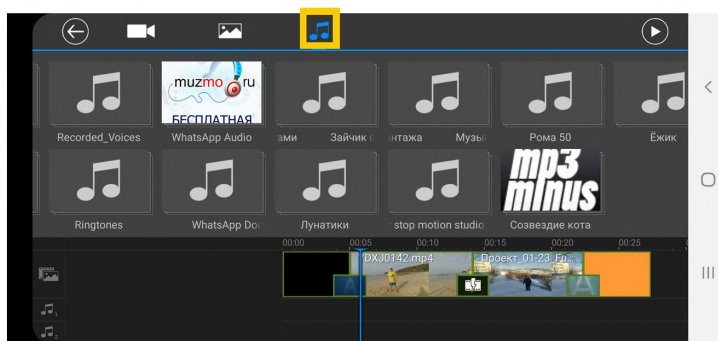 muzmo ru
БЕСПЛАТНАЯ
Recorded_Voices
WhatsApp Audio
ами
Зайчик с
нтажа
Музы
Рома 50
Ёжик
mp3
minus
Ringtones
WhatsApp Doc
Лунатики
stop motion studio
Созвездие кота
00:00
00:05
00:10
00:15
00:20
00:25
DXJ0142.mp4
Проект_01-23_Fu...
A
A
1
2